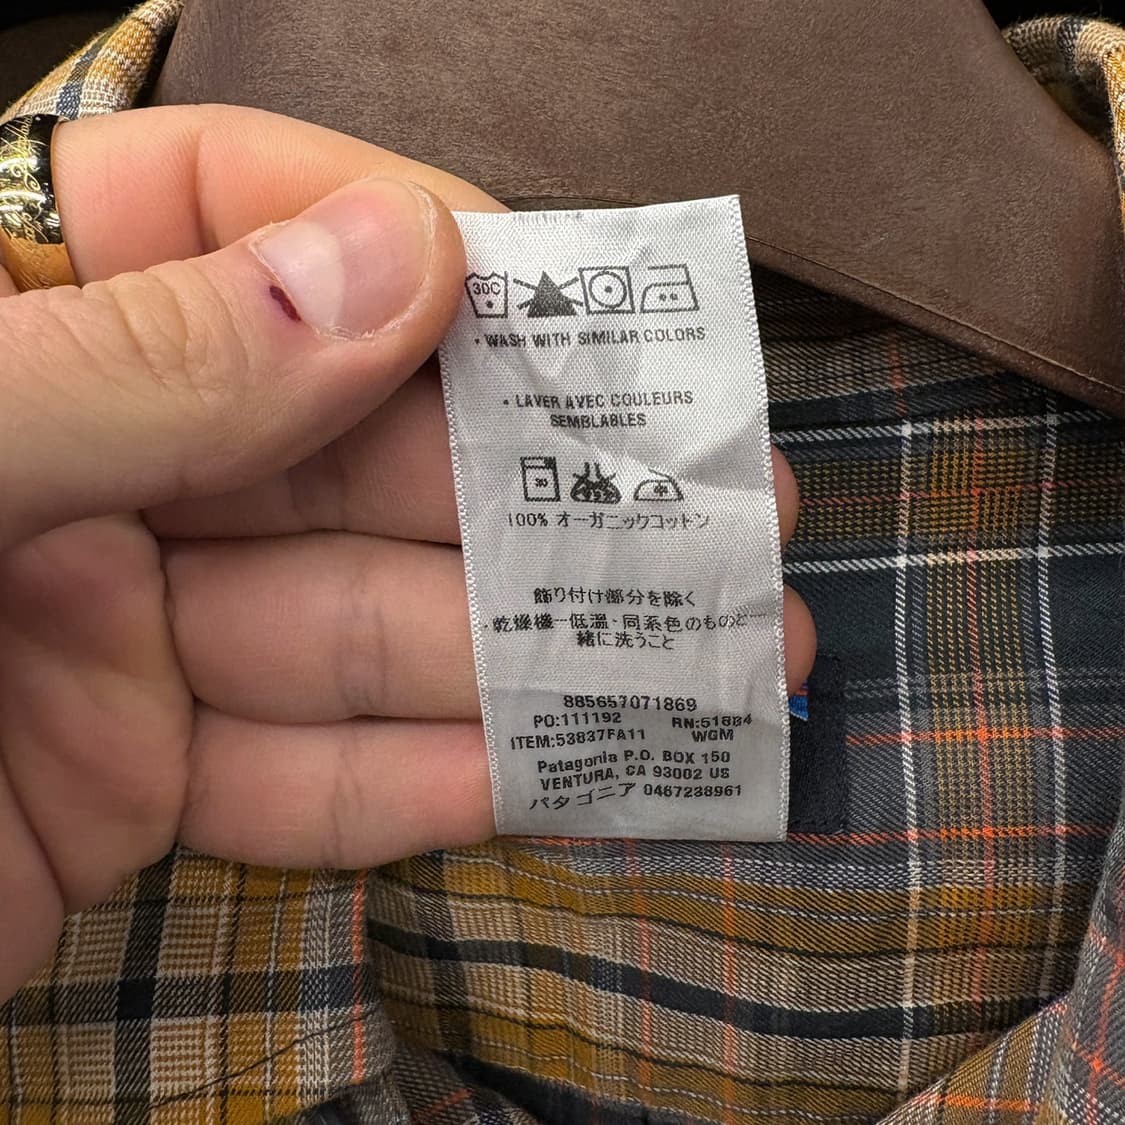 30C
• WASH WITH SIMILAR COLORS
• LAVER AVEC COULEURS
SEMBLABLES
30
100% オーガニックコットン
飾り付け部分を除く
・乾燥機一低温・同系色のものと一
緒に洗うこと
885657071869
PO:111192 RN:51884
ITEM:53837FA11 WGM
Patagonia P.O. BOX 150
VENTURA, CA 93002 US
パタゴニア 0467238961